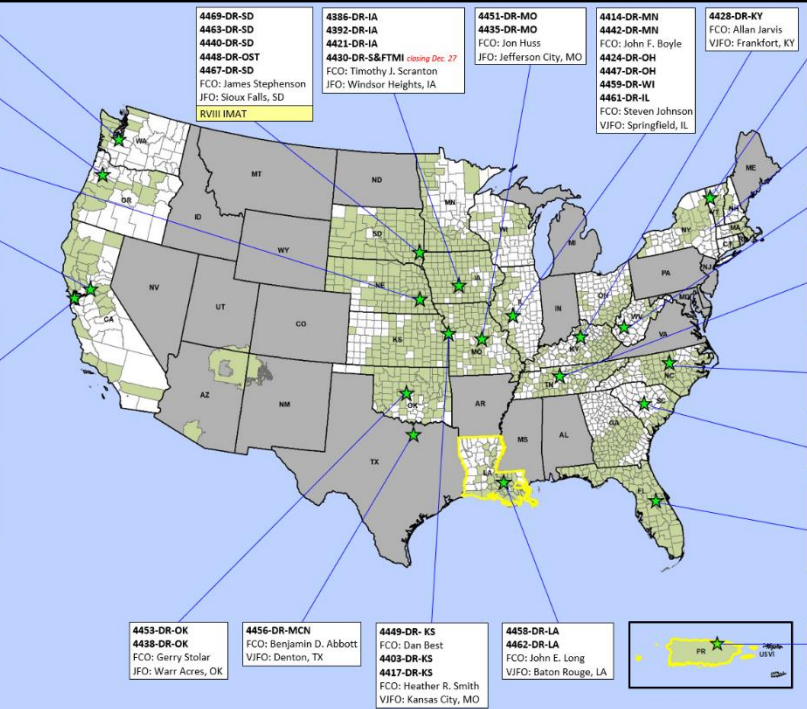 4469-DR-SD
4463-DR-SD
4440-DR-SD
4448-DR-OST
4467-DR-SD
FCO: James Stephenson
JFO: Sioux Falls, SD
RVIII IMAT
4386-DR-IA
4392-DR-IA
4421-DR-IA
4430-DR-S&FTMI closing Dec. 27
FCO: Timothy J. Scranton
JFO: Windsor Heights, IA
4451-DR-MO
4435-DR-MO
FCO: Jon Huss
JFO: Jefferson City, MO
4414-DR-MN
4442-DR-MN
FCO: John F. Boyle
4424-DR-OH
4447-DR-OH
4459-DR-WI
4461-DR-IL
FCO: Steven Johnson
VJFO: Springfield, IL
4428-DR-KY
FCO: Allan Jarvis
VJFO: Frankfort, KY
WA
MT
ND
MN
ME
OR
ID
SD
WI
MI
NY
VT
NH
MA
CT
RI
WY
NE
IA
PA
NJ
NV
UT
CO
IL
IN
OH
WV
MD
VA
CA
KS
MO
KY
AZ
NM
OK
AR
TN
NC
SC
TX
LA
MS
AL
GA
FL
4453-DR-OK
4438-DR-OK
FCO: Gerry Stolar
JFO: Warr Acres, OK
4456-DR-MCN
FCO: Benjamin D. Abbott
VJFO: Denton, TX
4449-DR- KS
FCO: Dan Best
4403-DR-KS
4417-DR-KS
FCO: Heather R. Smith
VJFO: Kansas City, MO
4458-DR-LA
4462-DR-LA
FCO: John E. Long
VJFO: Baton Rouge, LA
PR
USVI